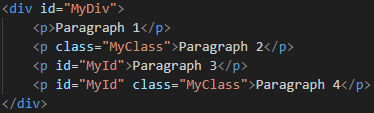 <div id="MyDiv">
    <p>Paragraph 1</p>
    <p class="MyClass">Paragraph 2</p>
    <p id="MyId">Paragraph 3</p>
    <p id="MyId" class="MyClass">Paragraph 4</p>
</div>